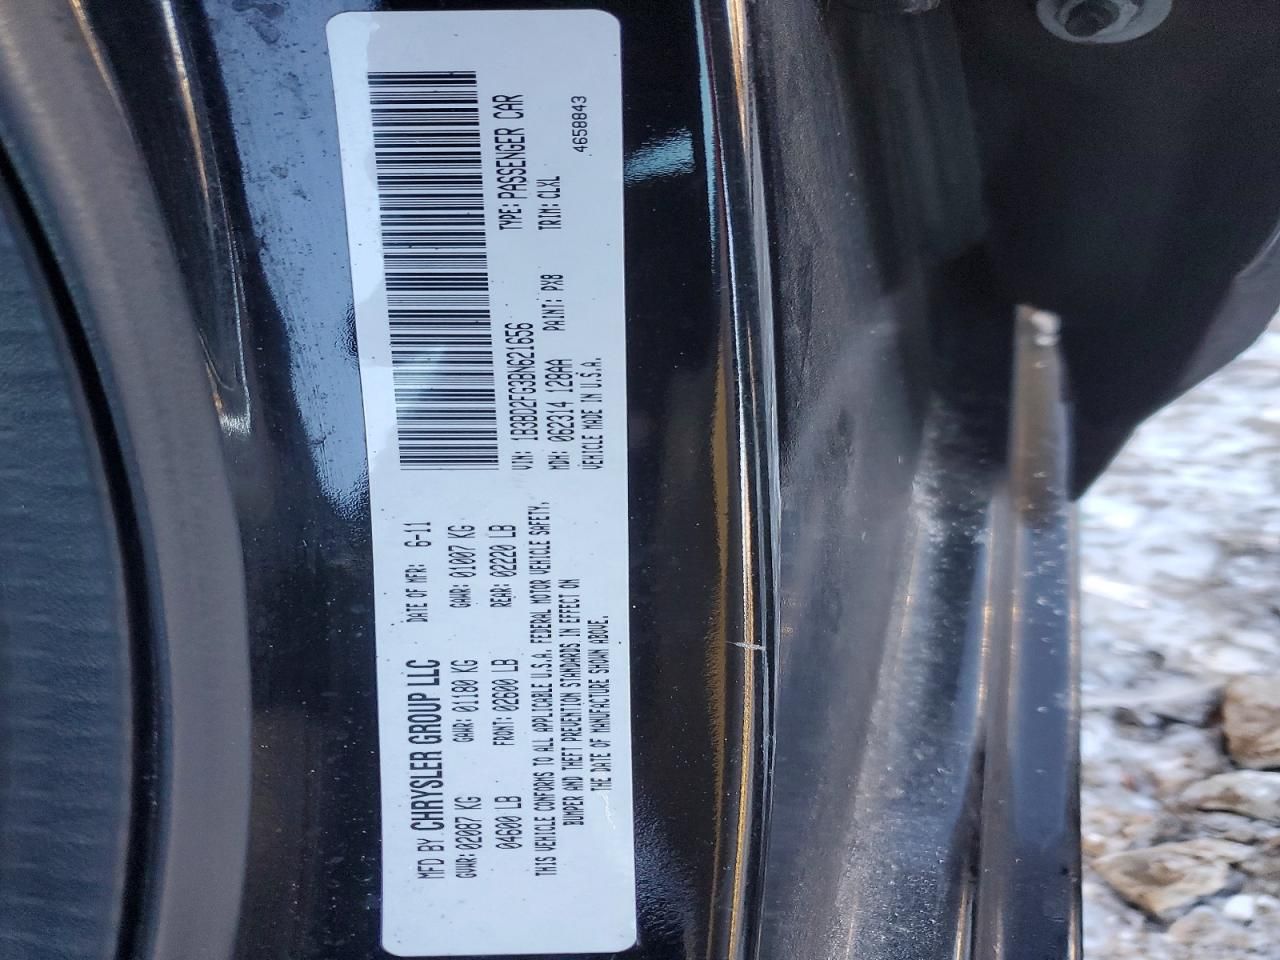 MFD BY CHRYSLER GROUP LLC DATE OF MFR: 6-11
GVWR: 02087 KG GAWR: 01180 KG GAWR: 01007 KG
04600 LB FRONT: 02600 LB REAR: 02220 LB
THIS VEHICLE CONFORMS TO ALL APPLICABLE U.S.A. FEDERAL MOTOR VEHICLE SAFETY,
BUMPER AND THEFT PREVENTION STANDARDS IN EFFECT ON
THE DATE OF MANUFACTURE SHOWN ABOVE.
VIN: 1B3BD2FG3BN621656 TYPE: PASSENGER CAR
MDH: 062314 128AA PAINT: PX8 TRIM: CLXL
VEHICLE MADE IN U.S.A. 4658843